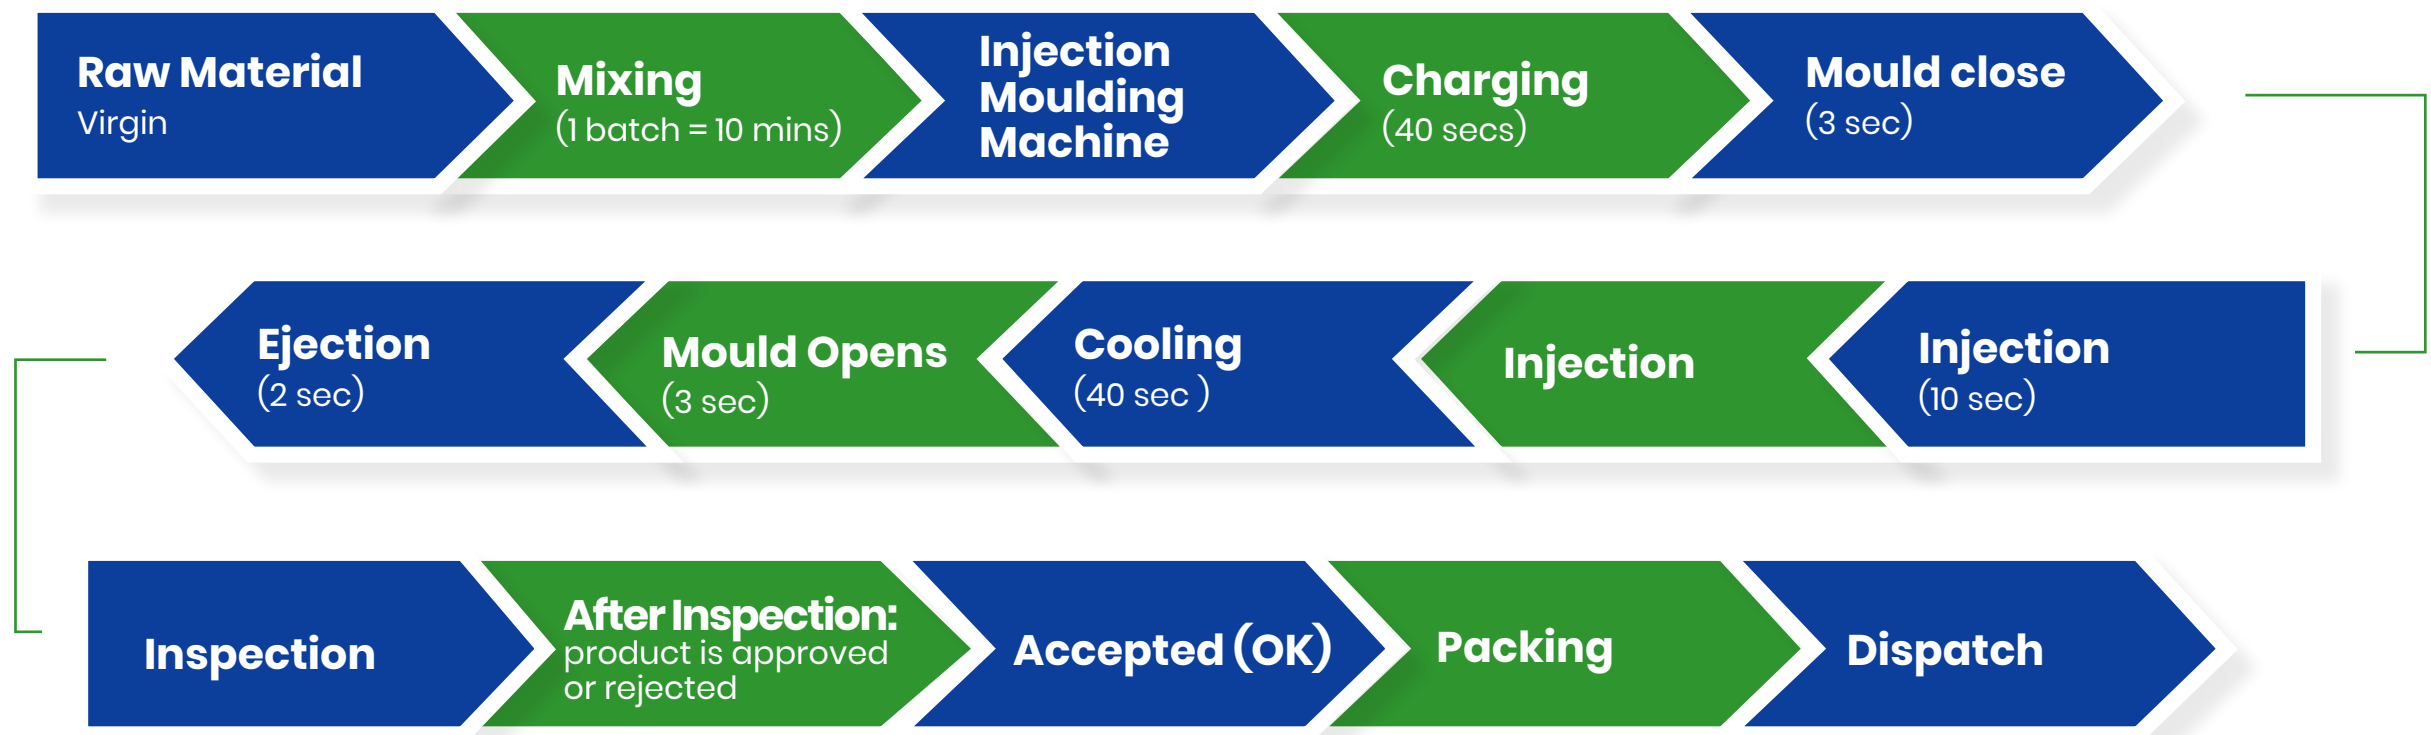 Raw Material
Virgin
Mixing
(1 batch = 10 mins)
Injection
Moulding
Machine
Charging
(40 secs)
Mould close
(3 sec)
Injection
(10 sec)
Injection
Cooling
(40 sec )
Mould Opens
(3 sec)
Ejection
(2 sec)
Inspection
After Inspection:
product is approved
or rejected
Accepted (OK)
Packing
Dispatch